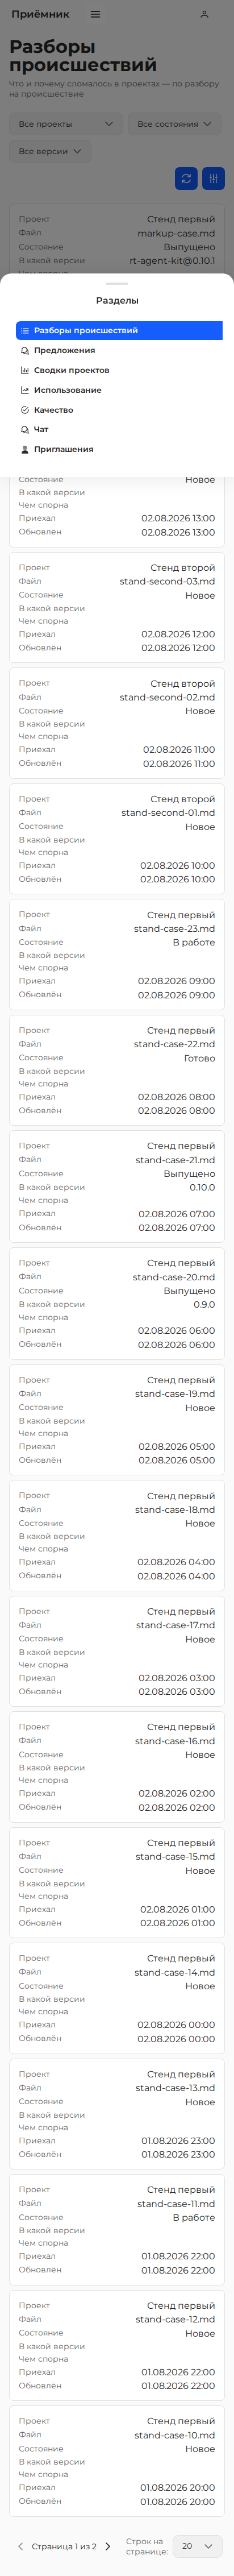 Приёмник
Разборы
происшествий
Что и почему сломалось в проектах — по разбору
на происшествие
Все проекты
Все состояния
Все версии
Проект
Стенд первый
Файл
markup-case.md
Состояние
Выпущено
В какой версии
rt-agent-kit@0.10.1
Разделы
Разборы происшествий
Предложения
Сводки проектов
Использование
Качество
Чат
Приглашения
Состояние
Новое
В какой версии
Чем спорна
Приехал
02.08.2026 13:00
Обновлён
02.08.2026 13:00
Проект
Стенд второй
Файл
stand-second-03.md
Состояние
Новое
В какой версии
Чем спорна
Приехал
02.08.2026 12:00
Обновлён
02.08.2026 12:00
Проект
Стенд второй
Файл
stand-second-02.md
Состояние
Новое
В какой версии
Чем спорна
Приехал
02.08.2026 11:00
Обновлён
02.08.2026 11:00
Проект
Стенд второй
Файл
stand-second-01.md
Состояние
Новое
В какой версии
Чем спорна
Приехал
02.08.2026 10:00
Обновлён
02.08.2026 10:00
Проект
Стенд первый
Файл
stand-case-23.md
Состояние
В работе
В какой версии
Чем спорна
Приехал
02.08.2026 09:00
Обновлён
02.08.2026 09:00
Проект
Стенд первый
Файл
stand-case-22.md
Состояние
Готово
В какой версии
Чем спорна
Приехал
02.08.2026 08:00
Обновлён
02.08.2026 08:00
Проект
Стенд первый
Файл
stand-case-21.md
Состояние
Выпущено
В какой версии
0.10.0
Чем спорна
Приехал
02.08.2026 07:00
Обновлён
02.08.2026 07:00
Проект
Стенд первый
Файл
stand-case-20.md
Состояние
Выпущено
В какой версии
0.9.0
Чем спорна
Приехал
02.08.2026 06:00
Обновлён
02.08.2026 06:00
Проект
Стенд первый
Файл
stand-case-19.md
Состояние
Новое
В какой версии
Чем спорна
Приехал
02.08.2026 05:00
Обновлён
02.08.2026 05:00
Проект
Стенд первый
Файл
stand-case-18.md
Состояние
Новое
В какой версии
Чем спорна
Приехал
02.08.2026 04:00
Обновлён
02.08.2026 04:00
Проект
Стенд первый
Файл
stand-case-17.md
Состояние
Новое
В какой версии
Чем спорна
Приехал
02.08.2026 03:00
Обновлён
02.08.2026 03:00
Проект
Стенд первый
Файл
stand-case-16.md
Состояние
Новое
В какой версии
Чем спорна
Приехал
02.08.2026 02:00
Обновлён
02.08.2026 02:00
Проект
Стенд первый
Файл
stand-case-15.md
Состояние
Новое
В какой версии
Чем спорна
Приехал
02.08.2026 01:00
Обновлён
02.08.2026 01:00
Проект
Стенд первый
Файл
stand-case-14.md
Состояние
Новое
В какой версии
Чем спорна
Приехал
02.08.2026 00:00
Обновлён
02.08.2026 00:00
Проект
Стенд первый
Файл
stand-case-13.md
Состояние
Новое
В какой версии
Чем спорна
Приехал
01.08.2026 23:00
Обновлён
01.08.2026 23:00
Проект
Стенд первый
Файл
stand-case-11.md
Состояние
В работе
В какой версии
Чем спорна
Приехал
01.08.2026 22:00
Обновлён
01.08.2026 22:00
Проект
Стенд первый
Файл
stand-case-12.md
Состояние
Новое
В какой версии
Чем спорна
Приехал
01.08.2026 22:00
Обновлён
01.08.2026 22:00
Проект
Стенд первый
Файл
stand-case-10.md
Состояние
Новое
В какой версии
Чем спорна
Приехал
01.08.2026 20:00
Обновлён
01.08.2026 20:00
Страница 1 из 2
Строк на
странице:
20